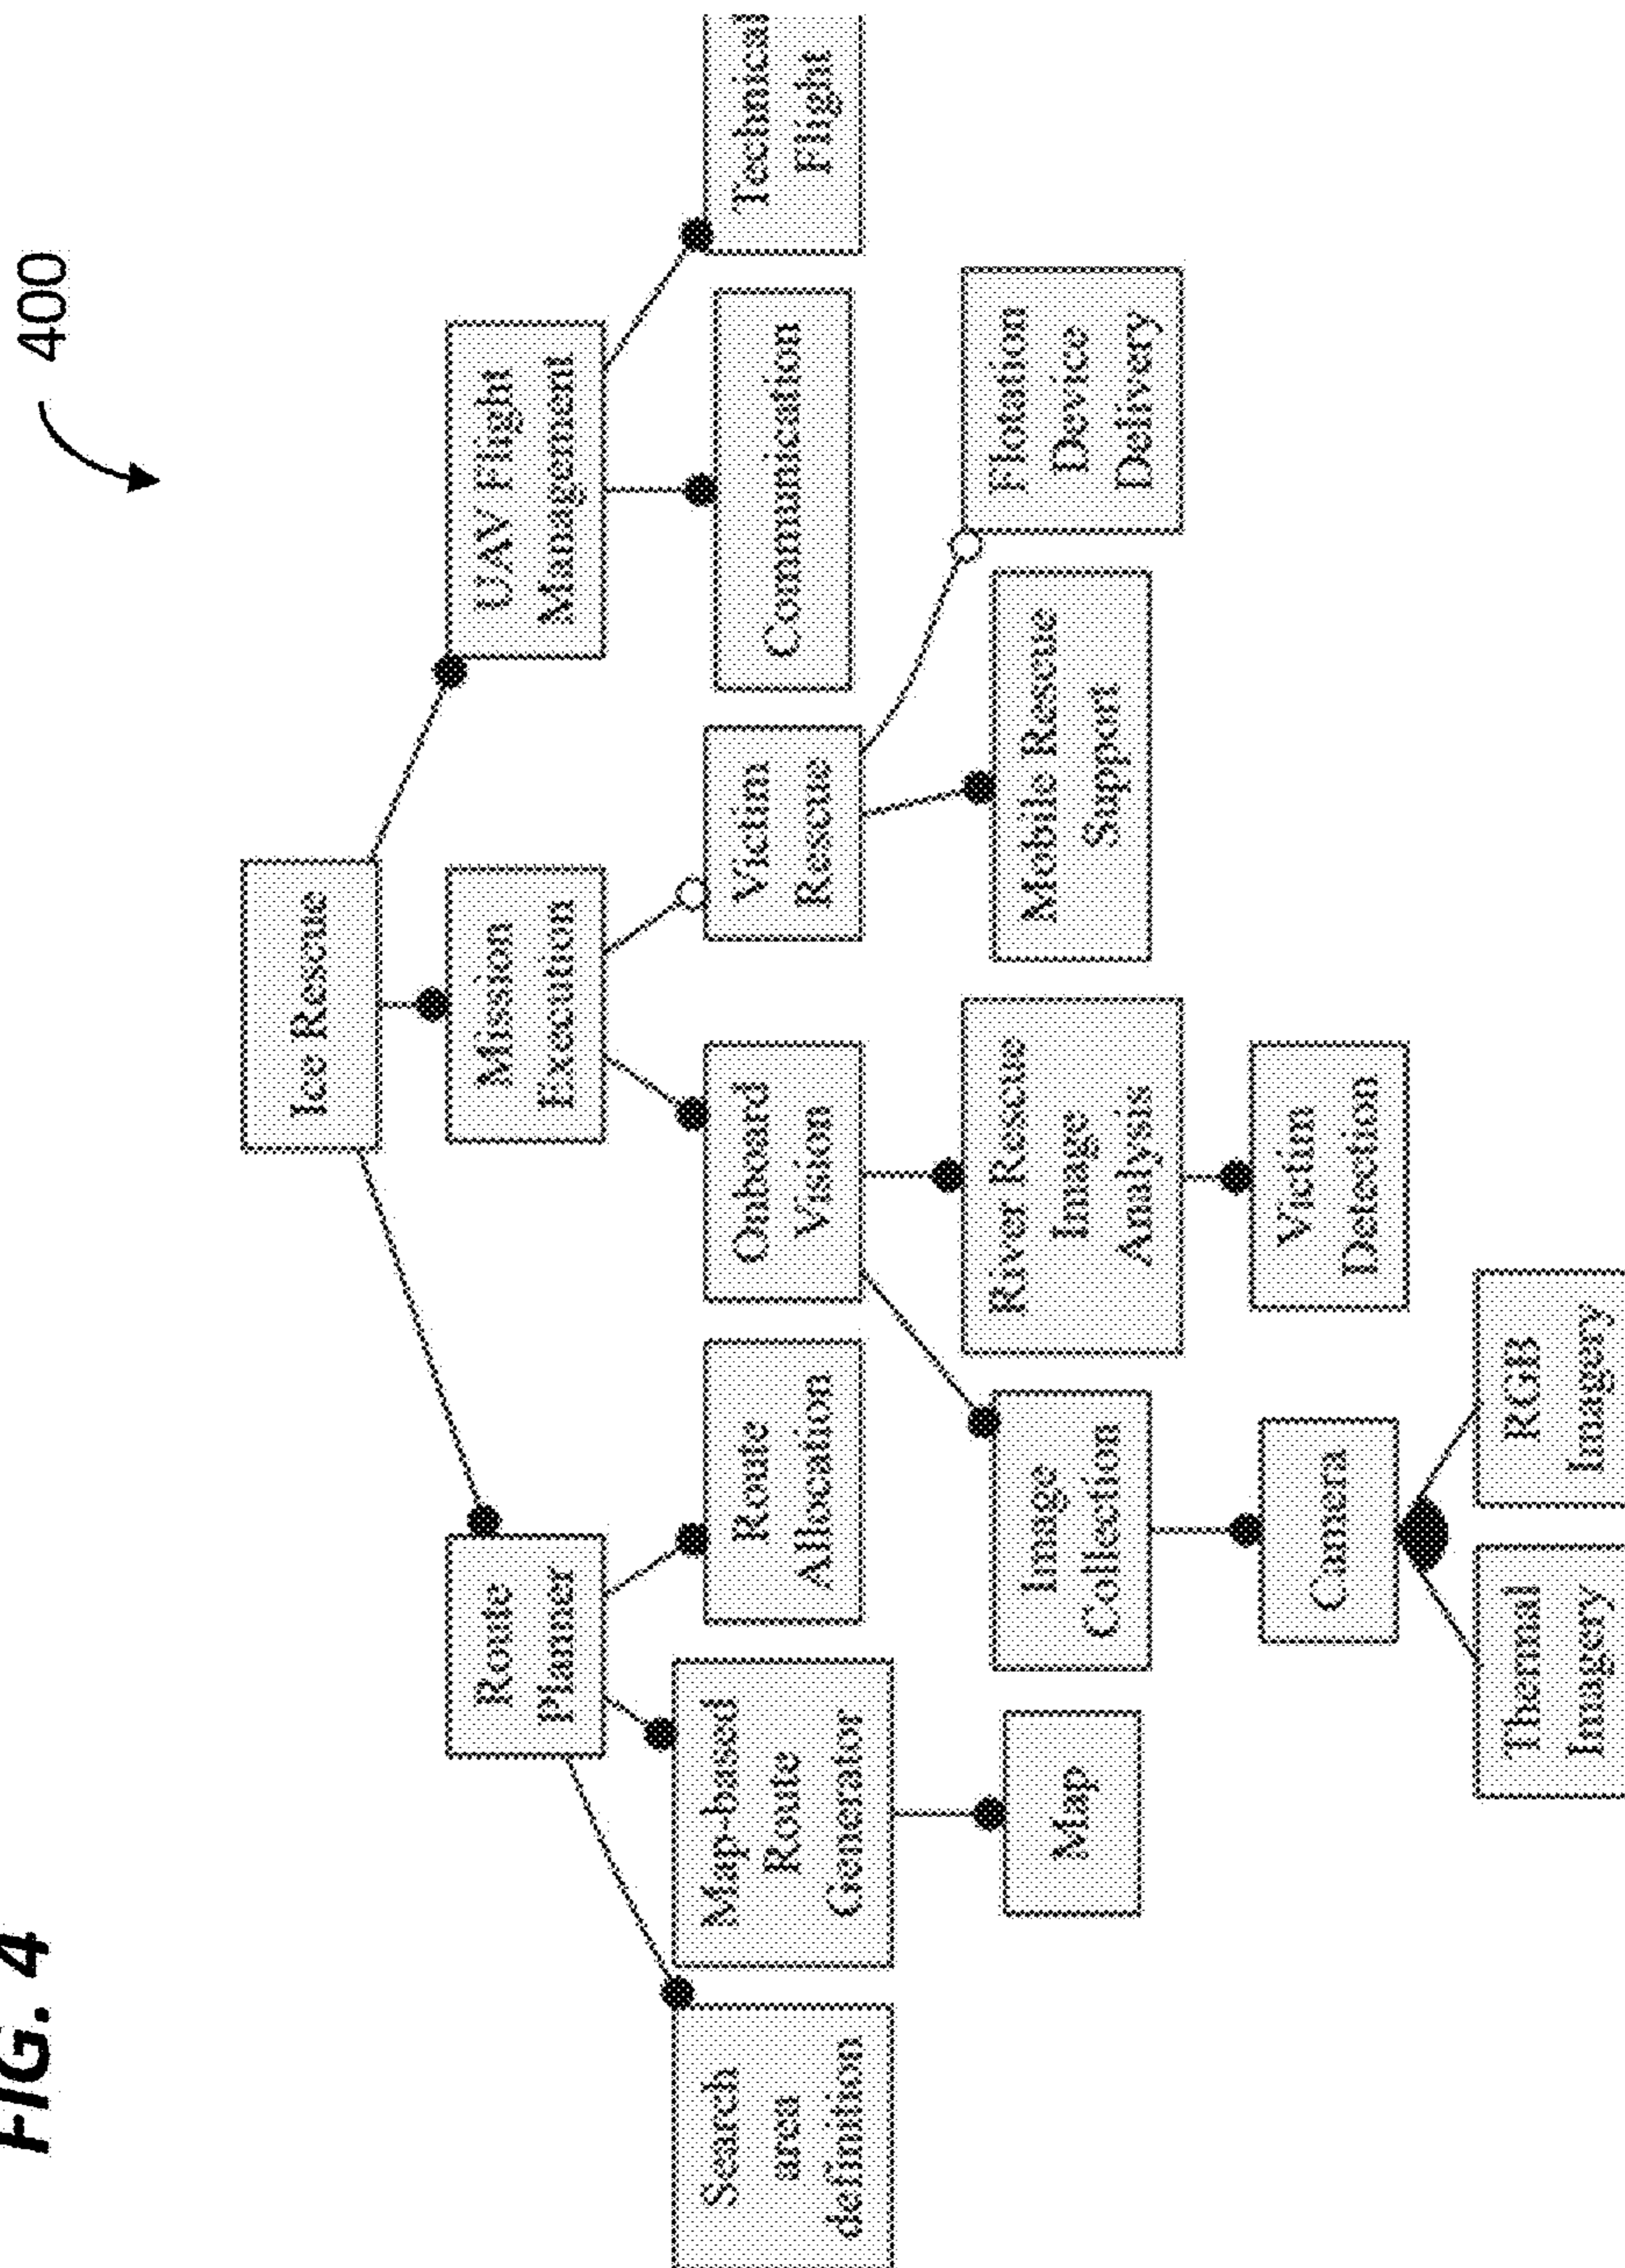 FIG. 4
400
Ice Rescue
Route
Planner
Mission
Execution
UAV Flight
Management
Search
area
definition
Map-based
Route
Generator
Route
Allocation
Onboard
Vision
Victim
Rescue
Communication
Technical
Flight
Map
Image
Collection
River Rescue
Image
Analysis
Mobile Rescue
Support
Flotation
Device
Delivery
Camera
Victim
Detection
Thermal
Imagery
RGB
Imagery